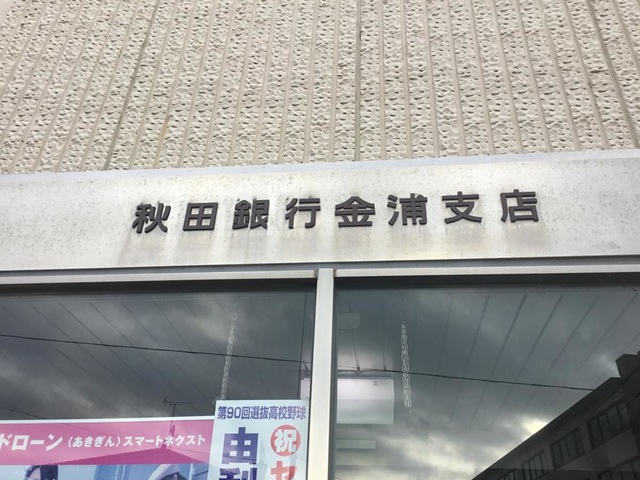 秋田銀行金浦支店
第90回選抜高校野球
祝
由利
セ
ドローン〈あきぎん〉スマートネクスト